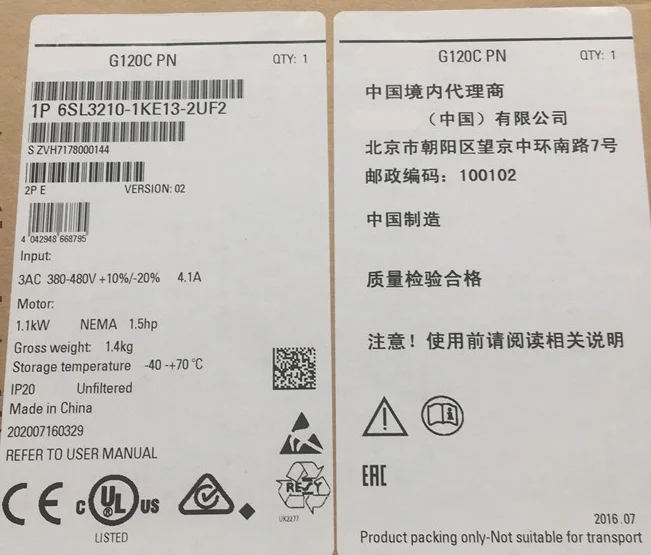 G120C PN QTY: 1
1P 6SL3210-1KE13-2UF2
S ZVH7178000144
2P E VERSION: 02
4 042948 668795
Input:
3AC 380-480V +10%/-20% 4.1A
Motor:
1.1kW NEMA 1.5hp
Gross weight: 1.4kg
Storage temperature -40 -+70 °C
IP20 Unfiltered
Made in China
202007160329
REFER TO USER MANUAL
CE C UL US
LISTED
RESY
UK2277
G120C PN QTY: 1
中国境内代理商
（中国）有限公司
北京市朝阳区望京中环南路7号
邮政编码：100102
中国制造
质量检验合格
注意！使用前请阅读相关说明
EAC
2016.07
Product packing only-Not suitable for transport